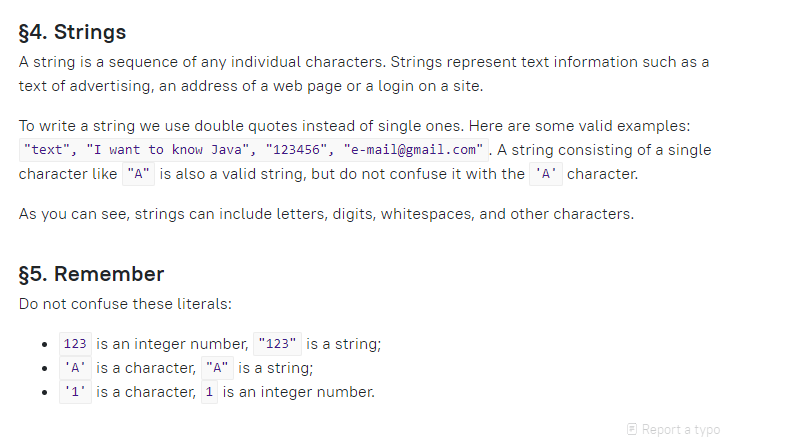 §4. Strings
A string is a sequence of any individual characters. Strings represent text information such as a
text of advertising, an address of a web page or a login on a site.
To write a string we use double quotes instead of single ones. Here are some valid examples:
"text", "I want to know Java", "123456", "e-mail@gmail.com" . A string consisting of a single
character like "A" is also a valid string, but do not confuse it with the 'A' character.
As you can see, strings can include letters, digits, whitespaces, and other characters.
§5. Remember
Do not confuse these literals:
• 123 is an integer number, "123" is a string;
• 'A' is a character, "A" is a string;
• '1' is a character, 1 is an integer number.
Report a typo